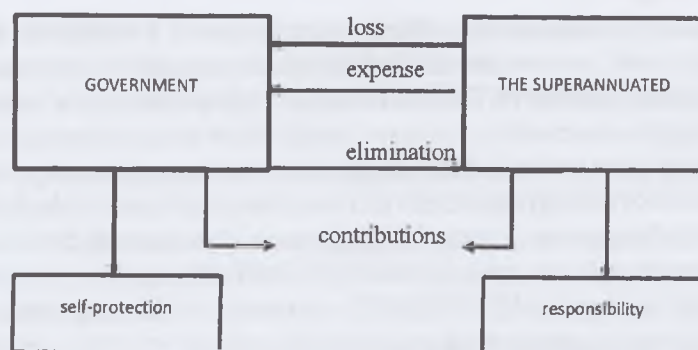 loss
GOVERNMENT
expense
THE SUPERANNUATED
elimination
contributions
self-protection
responsibility